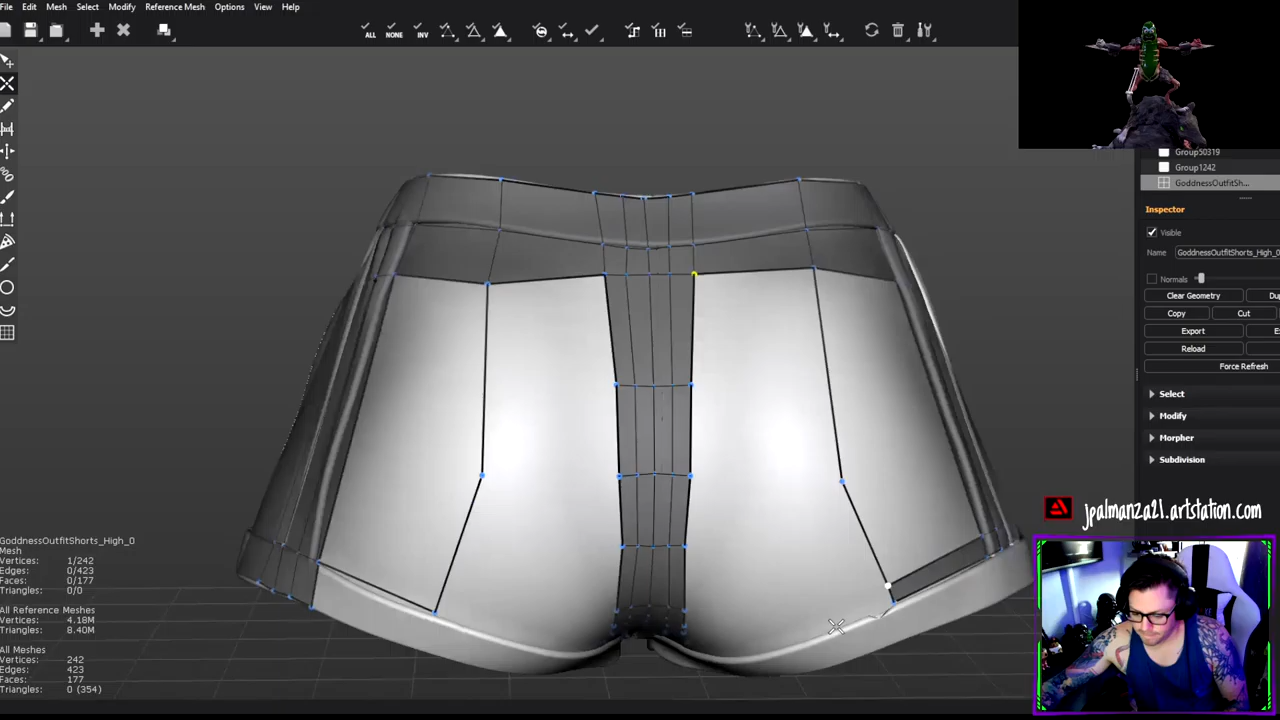 File Edit Mesh Select Modify Reference Mesh Options View Help
ALL NONE INV
Group50319
Group1242
GoddnessOutfitSh...
Inspector
Visible
Name GoddnessOutfitShorts_High_0
Normals
Clear Geometry Du
Copy Cut
Export E
Reload
Force Refresh
Select
Modify
Morpher
Subdivision
jpalmanza21.artstation.com
GoddnessOutfitShorts_High_0
Mesh
Vertices: 1/242
Edges: 0/423
Faces: 0/177
Triangles: 0/0
All Reference Meshes
Vertices: 4.18M
Triangles: 8.40M
All Meshes
Vertices: 242
Edges: 423
Faces: 177
Triangles: 0 (354)